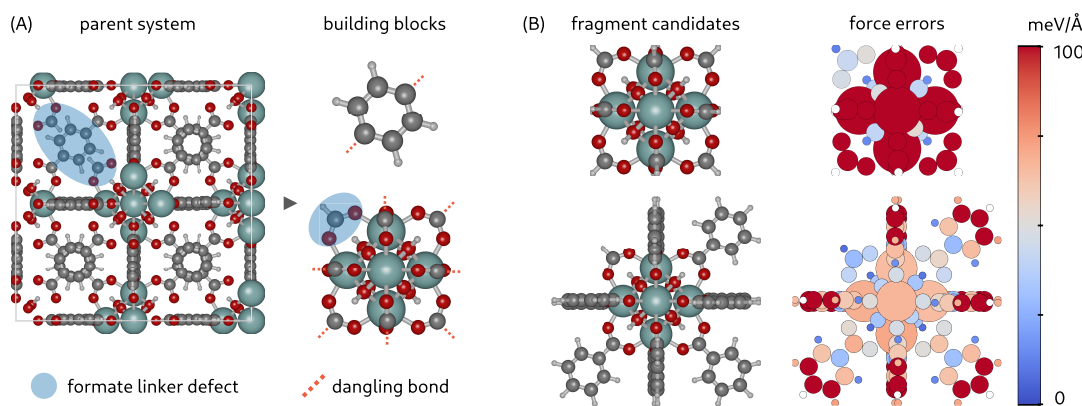 (A)
parent system
building blocks
formate linker defect
dangling bond
(B)
fragment candidates
force errors
meV/Å
100
0